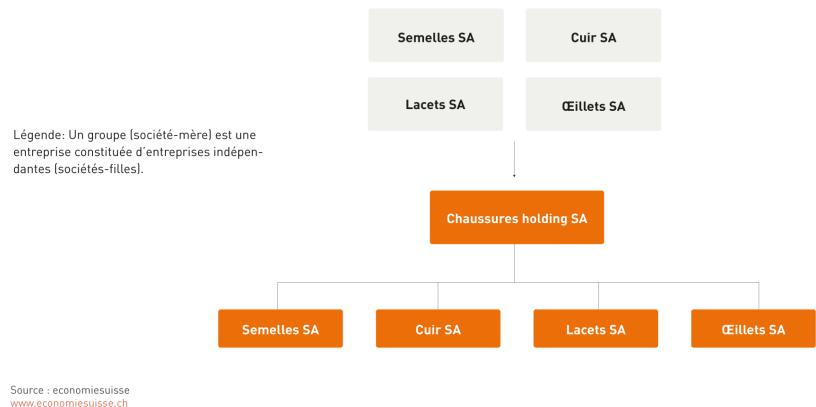 Semelles SA
Cuir SA
Lacets SA
Œillets SA
Légende: Un groupe (société-mère) est une
entreprise constituée d´entreprises indépen-
dantes (sociétés-filles).
Chaussures holding SA
Semelles SA
Cuir SA
Lacets SA
Œillets SA
Source : economiesuisse
www.economiesuisse.ch